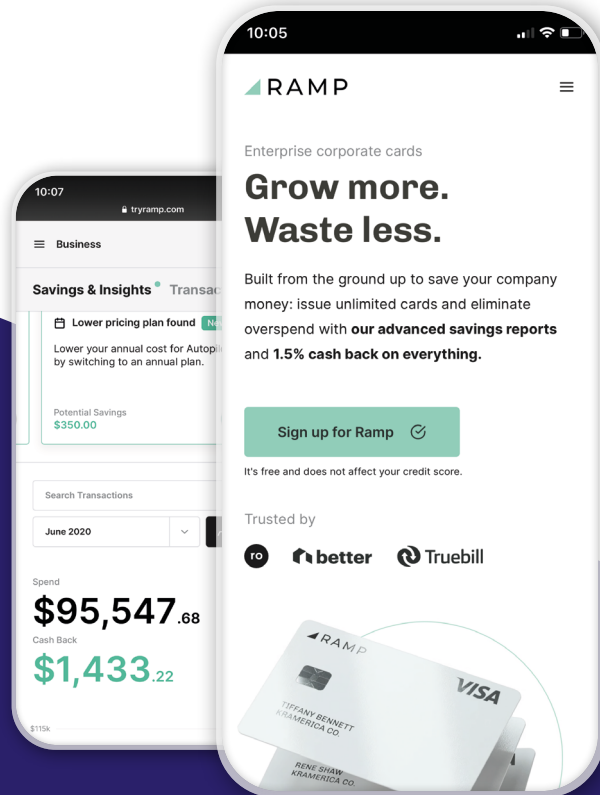 10:05
RAMP
Enterprise corporate cards
Grow more.
Waste less.
Built from the ground up to save your company
money: issue unlimited cards and eliminate
overspend with our advanced savings reports
and 1.5% cash back on everything.
Sign up for Ramp
It's free and does not affect your credit score.
Trusted by
ro
better
Truebill
RAMP
VISA
TIFFANY BENNETT
KRAMERICA CO.
RENE SHAW
KRAMERICA CO.
10:07
tryramp.com
Business
Savings & Insights
Lower pricing plan found
Lower your annual cost for
by switching to an annual plan.
Potential Savings
$350.00
Search Transactions
June 2020
Spend
$95,547.68
Cash Back
$1,433.22
$115k